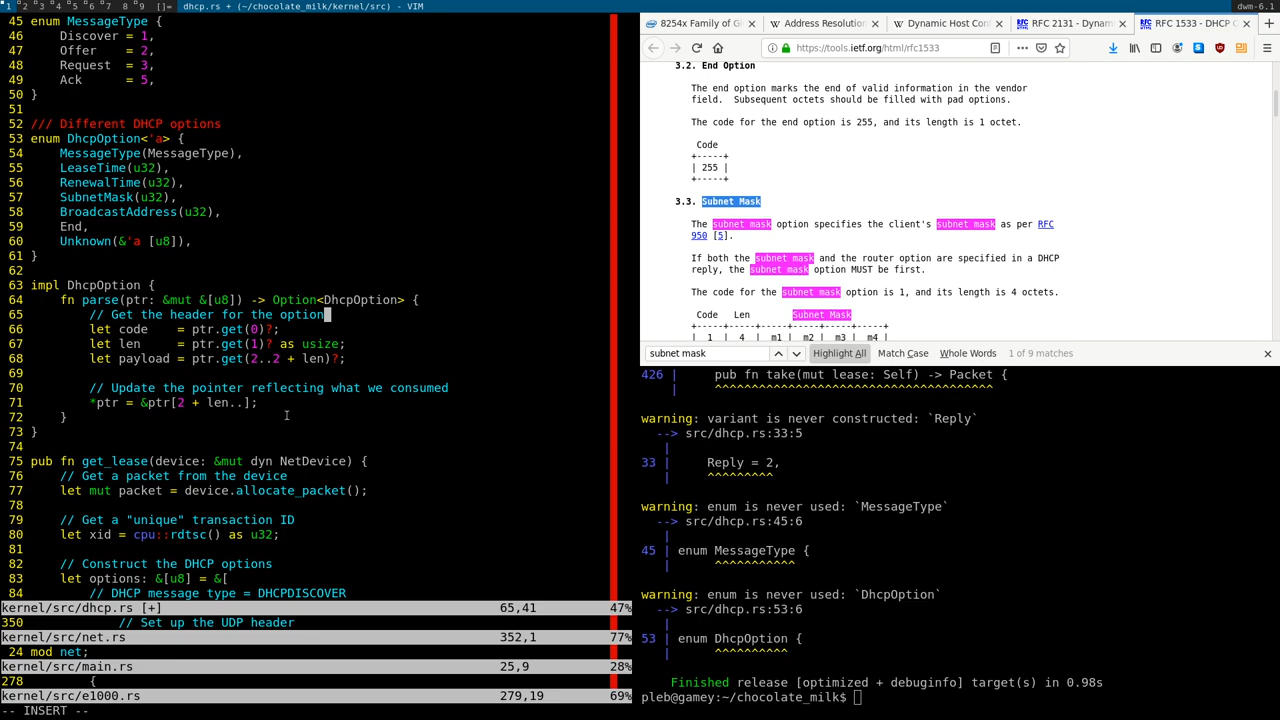 1 2 3 4 5 6 7 8 9 []= dhcp.rs + (~/chocolate_milk/kernel/src) - VIM
dwm-6.1
45 enum MessageType {
46     Discover = 1,
47     Offer    = 2,
48     Request  = 3,
49     Ack      = 5,
50 }
51
52 /// Different DHCP options
53 enum DhcpOption<'a> {
54     MessageType(MessageType),
55     LeaseTime(u32),
56     RenewalTime(u32),
57     SubnetMask(u32),
58     BroadcastAddress(u32),
59     End,
60     Unknown(&'a [u8]),
61 }
62
63 impl DhcpOption {
64     fn parse(ptr: &mut &[u8]) -> Option<DhcpOption> {
65         // Get the header for the option
66         let code    = ptr.get(0)?;
67         let len     = ptr.get(1)? as usize;
68         let payload = ptr.get(2..2 + len)?;
69
70         // Update the pointer reflecting what we consumed
71         *ptr = &ptr[2 + len..];
72     }
73 }
74
75 pub fn get_lease(device: &mut dyn NetDevice) {
76     // Get a packet from the device
77     let mut packet = device.allocate_packet();
78
79     // Get a "unique" transaction ID
80     let xid = cpu::rdtsc() as u32;
81
82     // Construct the DHCP options
83     let options: &[u8] = &[
84         // DHCP message type = DHCPDISCOVER
kernel/src/dhcp.rs [+] 65,41 47%
350             // Set up the UDP header
kernel/src/net.rs 352,1 77%
24 mod net;
kernel/src/main.rs 25,9 28%
278         {
kernel/src/e1000.rs 279,19 69%
-- INSERT --
8254x Family of Gi
Address Resolution
Dynamic Host Conf
RFC 2131 - Dynami
RFC 1533 - DHCP O
https://tools.ietf.org/html/rfc1533
3.2. End Option
The end option marks the end of valid information in the vendor
field.  Subsequent octets should be filled with pad options.
The code for the end option is 255, and its length is 1 octet.
 Code
+-----+
| 255 |
+-----+
3.3. Subnet Mask
The subnet mask option specifies the client's subnet mask as per RFC
950 [5].
If both the subnet mask and the router option are specified in a DHCP
reply, the subnet mask option MUST be first.
The code for the subnet mask option is 1, and its length is 4 octets.
 Code   Len        Subnet Mask
+-----+-----+-----+-----+-----+-----+
|  1  |  4  |  m1 |  m2 |  m3 |  m4 |
subnet mask
Highlight All Match Case Whole Words 1 of 9 matches
426 |     pub fn take(mut lease: Self) -> Packet {
    |     ^^^^^^^^^^^^^^^^^^^^^^^^^^^^^^^^^^^^^^
warning: variant is never constructed: `Reply`
  --> src/dhcp.rs:33:5
   |
33 |     Reply = 2,
   |     ^^^^^^^^^
warning: enum is never used: `MessageType`
  --> src/dhcp.rs:45:6
   |
45 | enum MessageType {
   |      ^^^^^^^^^^^
warning: enum is never used: `DhcpOption`
  --> src/dhcp.rs:53:6
   |
53 | enum DhcpOption {
   |      ^^^^^^^^^^
    Finished release [optimized + debuginfo] target(s) in 0.98s
pleb@gamey:~/chocolate_milk$